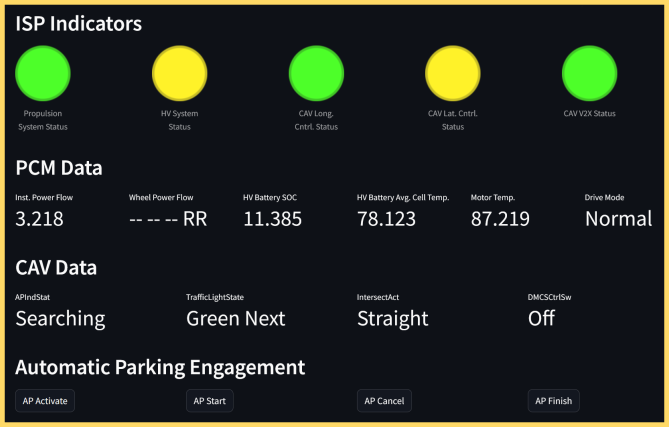 ISP Indicators
Propulsion
System Status
HV System
Status
CAV Long.
Cntrl. Status
CAV Lat. Cntrl.
Status
CAV V2X Status
PCM Data
Inst. Power Flow
3.218
Wheel Power Flow
-- -- -- RR
HV Battery SOC
11.385
HV Battery Avg. Cell Temp.
78.123
Motor Temp.
87.219
Drive Mode
Normal
CAV Data
APIndStat
Searching
TrafficLightState
Green Next
IntersectAct
Straight
DMCSCtrlSw
Off
Automatic Parking Engagement
AP Activate
AP Start
AP Cancel
AP Finish